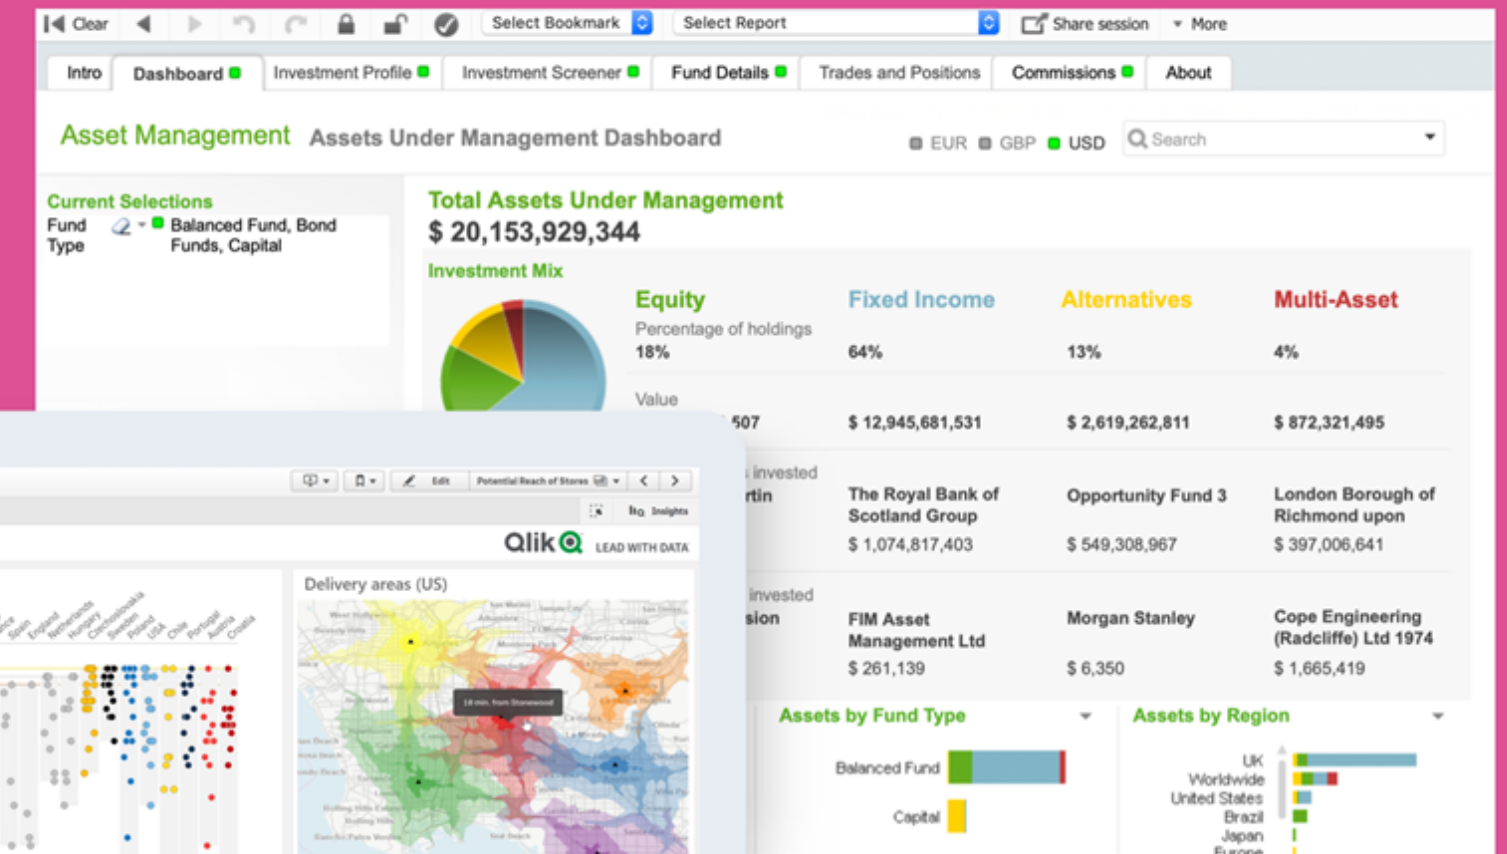 Clear
Select Bookmark
Select Report
Share session
More
Intro
Dashboard
Investment Profile
Investment Screener
Fund Details
Trades and Positions
Commissions
About
Asset Management
Assets Under Management Dashboard
EUR
GBP
USD
Search
Current Selections
Fund Type
Balanced Fund, Bond
Funds, Capital
Total Assets Under Management
$ 20,153,929,344
Investment Mix
Equity
Fixed Income
Alternatives
Multi-Asset
Percentage of holdings
18%
64%
13%
4%
Value
507
$ 12,945,681,531
$ 2,619,262,811
$ 872,321,495
invested
rtin
The Royal Bank of
Scotland Group
Opportunity Fund 3
London Borough of
Richmond upon
$ 1,074,817,403
$ 549,308,967
$ 397,006,641
invested
sion
FIM Asset
Management Ltd
Morgan Stanley
Cope Engineering
(Radcliffe) Ltd 1974
$ 261,139
$ 6,350
$ 1,665,419
Assets by Fund Type
Balanced Fund
Capital
Assets by Region
UK
Worldwide
United States
Brazil
Japan
Europe
Edit
Potential Reach of Stores
Insights
Qlik
LEAD WITH DATA
Spain
England
Netherlands
Hungary
Czechoslovakia
Sweden
Poland
USA
Chile
Portugal
Austria
Croatia
Delivery areas (US)
18 min. from Stonewood